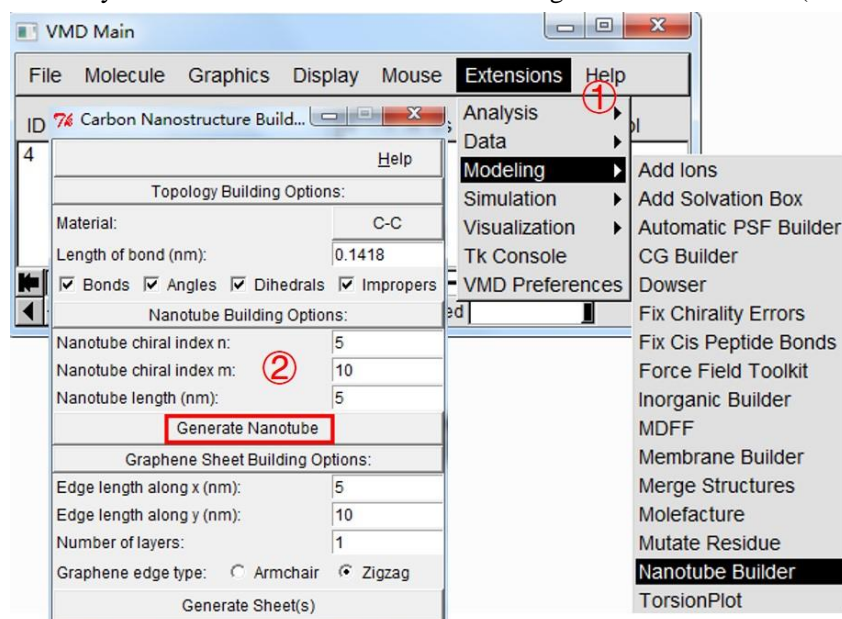 VMD Main
File Molecule Graphics Display Mouse Extensions Help
①
ID
4
Analysis
Data
Modeling
Simulation
Visualization
Tk Console
VMD Preferences
Add Ions
Add Solvation Box
Automatic PSF Builder
CG Builder
Dowser
Fix Chirality Errors
Fix Cis Peptide Bonds
Force Field Toolkit
Inorganic Builder
MDFF
Membrane Builder
Merge Structures
Molefacture
Mutate Residue
Nanotube Builder
TorsionPlot
Carbon Nanostructure Build...
Help
Topology Building Options:
Material: C-C
Length of bond (nm): 0.1418
Bonds Angles Dihedrals Impropers
Nanotube Building Options:
Nanotube chiral index n: 5
Nanotube chiral index m: 10
②
Nanotube length (nm): 5
Generate Nanotube
Graphene Sheet Building Options:
Edge length along x (nm): 5
Edge length along y (nm): 10
Number of layers: 1
Graphene edge type: Armchair Zigzag
Generate Sheet(s)